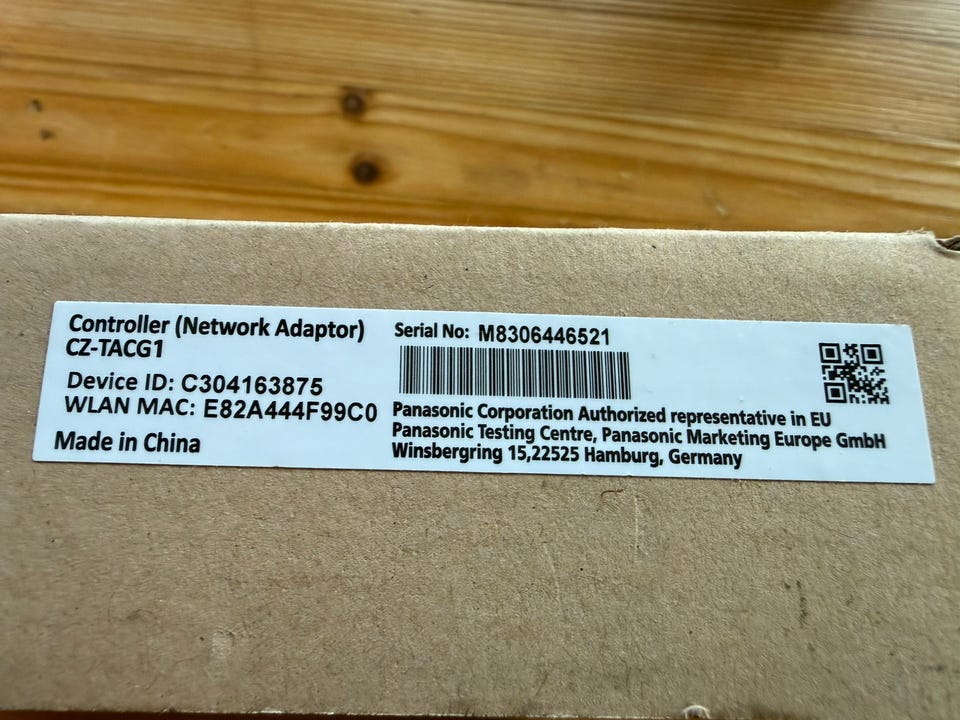 Controller (Network Adaptor)
CZ-TACG1
Device ID: C304163875
WLAN MAC: E82A444F99C0
Made in China
Serial No: M8306446521
Panasonic Corporation Authorized representative in EU
Panasonic Testing Centre, Panasonic Marketing Europe GmbH
Winsbergring 15,22525 Hamburg, Germany